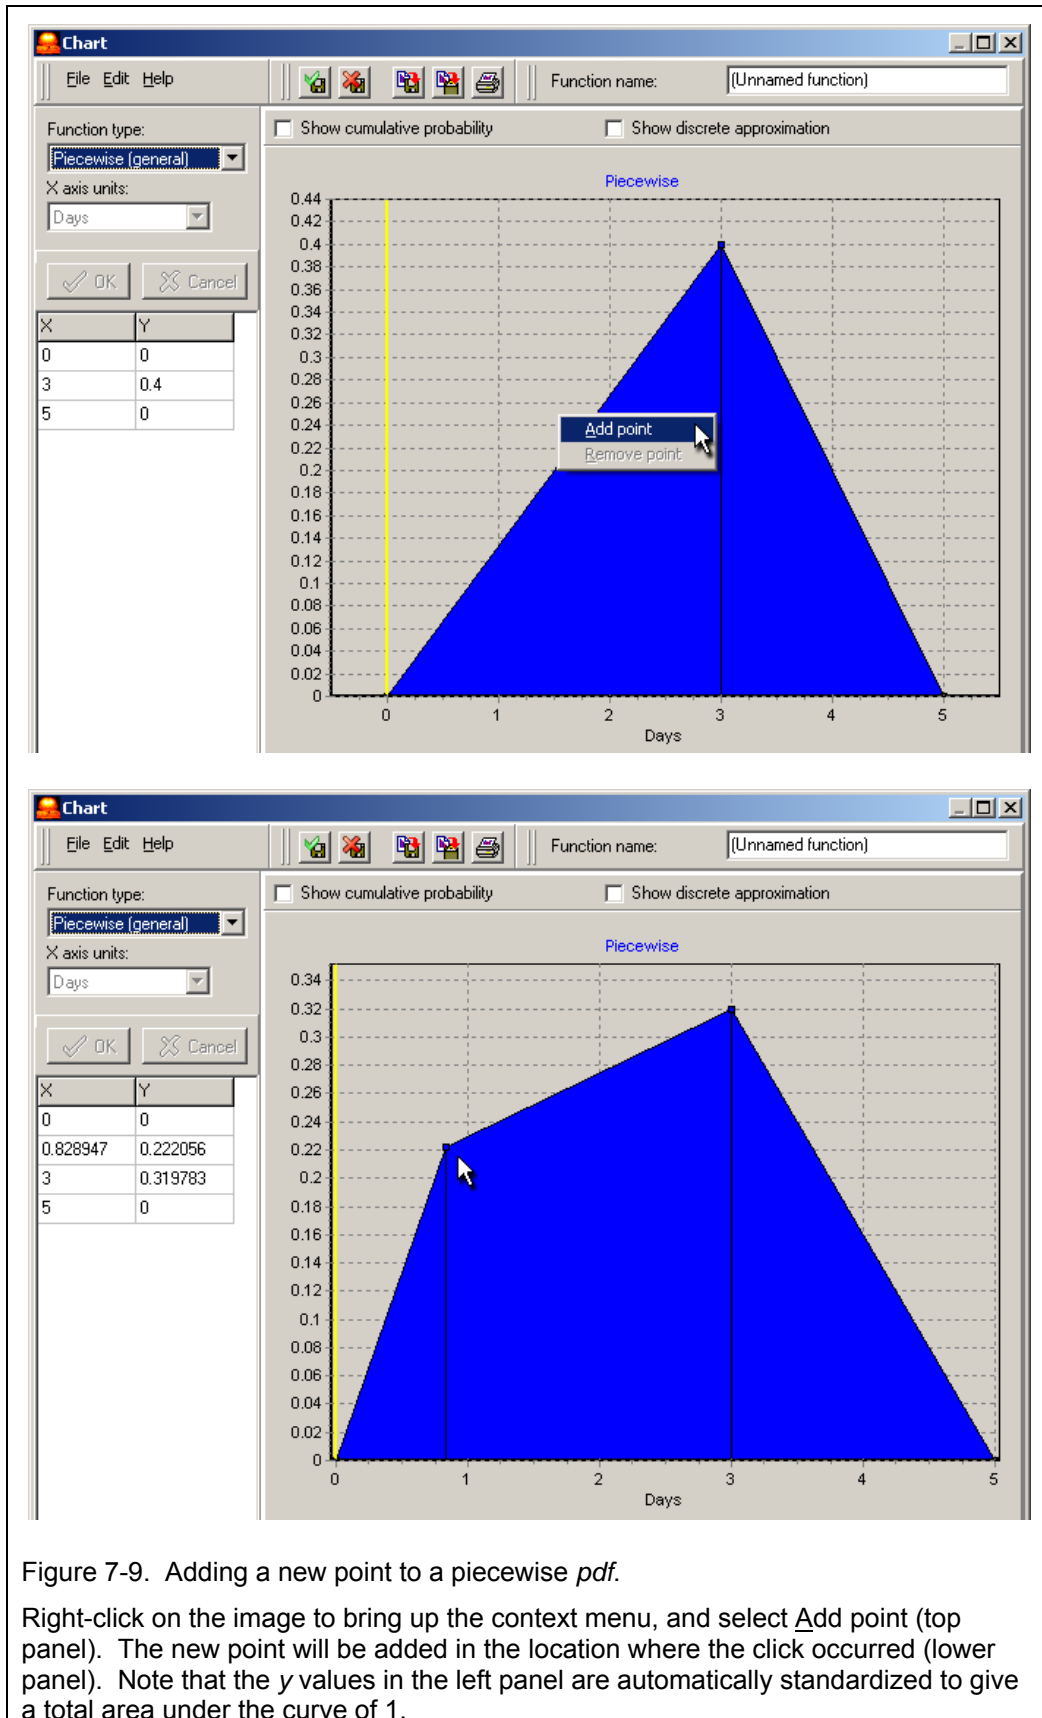 Chart
File Edit Help
Function name:
(Unnamed function)
Function type:
Piecewise (general)
X axis units:
Days
OK
Cancel
X Y
0 0
3 0.4
5 0
Show cumulative probability
Show discrete approximation
Piecewise
0.44
0.42
0.4
0.38
0.36
0.34
0.32
0.3
0.28
0.26
0.24
0.22
0.2
0.18
0.16
0.14
0.12
0.1
0.08
0.06
0.04
0.02
0
Add point
Remove point
0 1 2 3 4 5
Days
Chart
File Edit Help
Function name:
(Unnamed function)
Function type:
Piecewise (general)
X axis units:
Days
OK
Cancel
X Y
0 0
0.828947 0.222056
3 0.319783
5 0
Show cumulative probability
Show discrete approximation
Piecewise
0.34
0.32
0.3
0.28
0.26
0.24
0.22
0.2
0.18
0.16
0.14
0.12
0.1
0.08
0.06
0.04
0.02
0
0 1 2 3 4 5
Days
Figure 7-9. Adding a new point to a piecewise pdf.
Right-click on the image to bring up the context menu, and select Add point (top
panel). The new point will be added in the location where the click occurred (lower
panel). Note that the y values in the left panel are automatically standardized to give
a total area under the curve of 1.